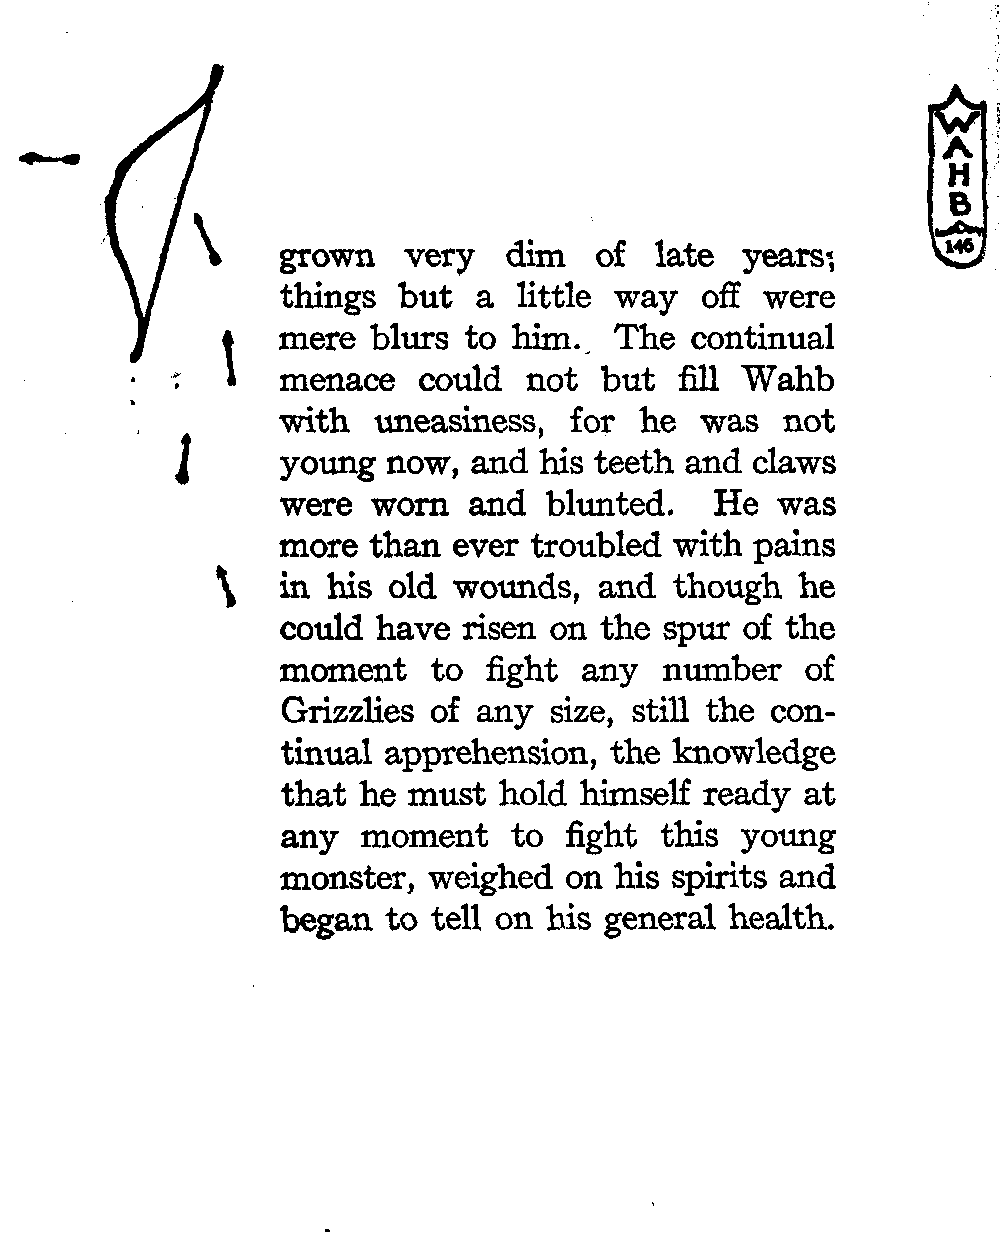 W
A
H
B
146
grown very dim of late years;
things but a little way off were
mere blurs to him. The continual
menace could not but fill Wahb
with uneasiness, for he was not
young now, and his teeth and claws
were worn and blunted. He was
more than ever troubled with pains
in his old wounds, and though he
could have risen on the spur of the
moment to fight any number of
Grizzlies of any size, still the con-
tinual apprehension, the knowledge
that he must hold himself ready at
any moment to fight this young
monster, weighed on his spirits and
began to tell on his general health.